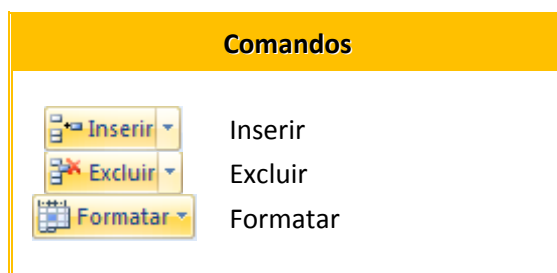 Comandos
Inserir Inserir
Excluir Excluir
Formatar Formatar